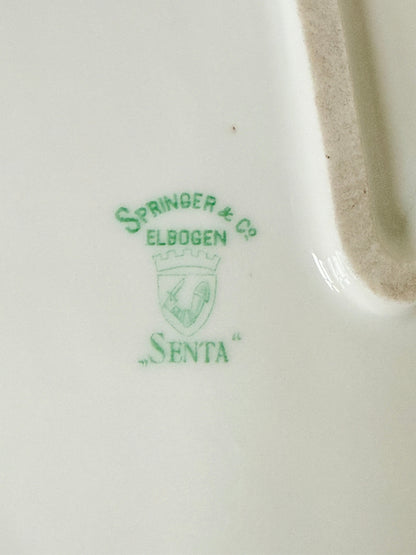 SPRINGER & Co.
ELBOGEN
„SENTA“